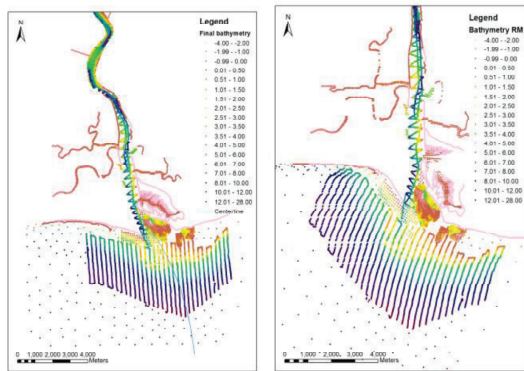 N
Legend
Final bathymetry
-4.00 - -2.00
-1.99 - -1.00
-0.99 - 0.00
0.01 - 0.50
0.51 - 1.00
1.01 - 1.50
1.51 - 2.00
2.01 - 2.50
2.51 - 3.00
3.01 - 3.50
3.51 - 4.00
4.01 - 5.00
5.01 - 6.00
6.01 - 7.00
7.01 - 8.00
8.01 - 10.00
10.01 - 12.00
12.01 - 28.00
Centerline
0 1,000 2,000 3,000 4,000
Meters
N
Legend
Bathymetry RM
-4.00 - -2.00
-1.99 - -1.00
-0.99 - 0.00
0.01 - 0.50
0.51 - 1.00
1.01 - 1.50
1.51 - 2.00
2.01 - 2.50
2.51 - 3.00
3.01 - 3.50
3.51 - 4.00
4.01 - 5.00
5.01 - 6.00
6.01 - 7.00
7.01 - 8.00
8.01 - 10.00
10.01 - 12.00
12.01 - 28.00
0 1,000 2,000 4,000
Meters